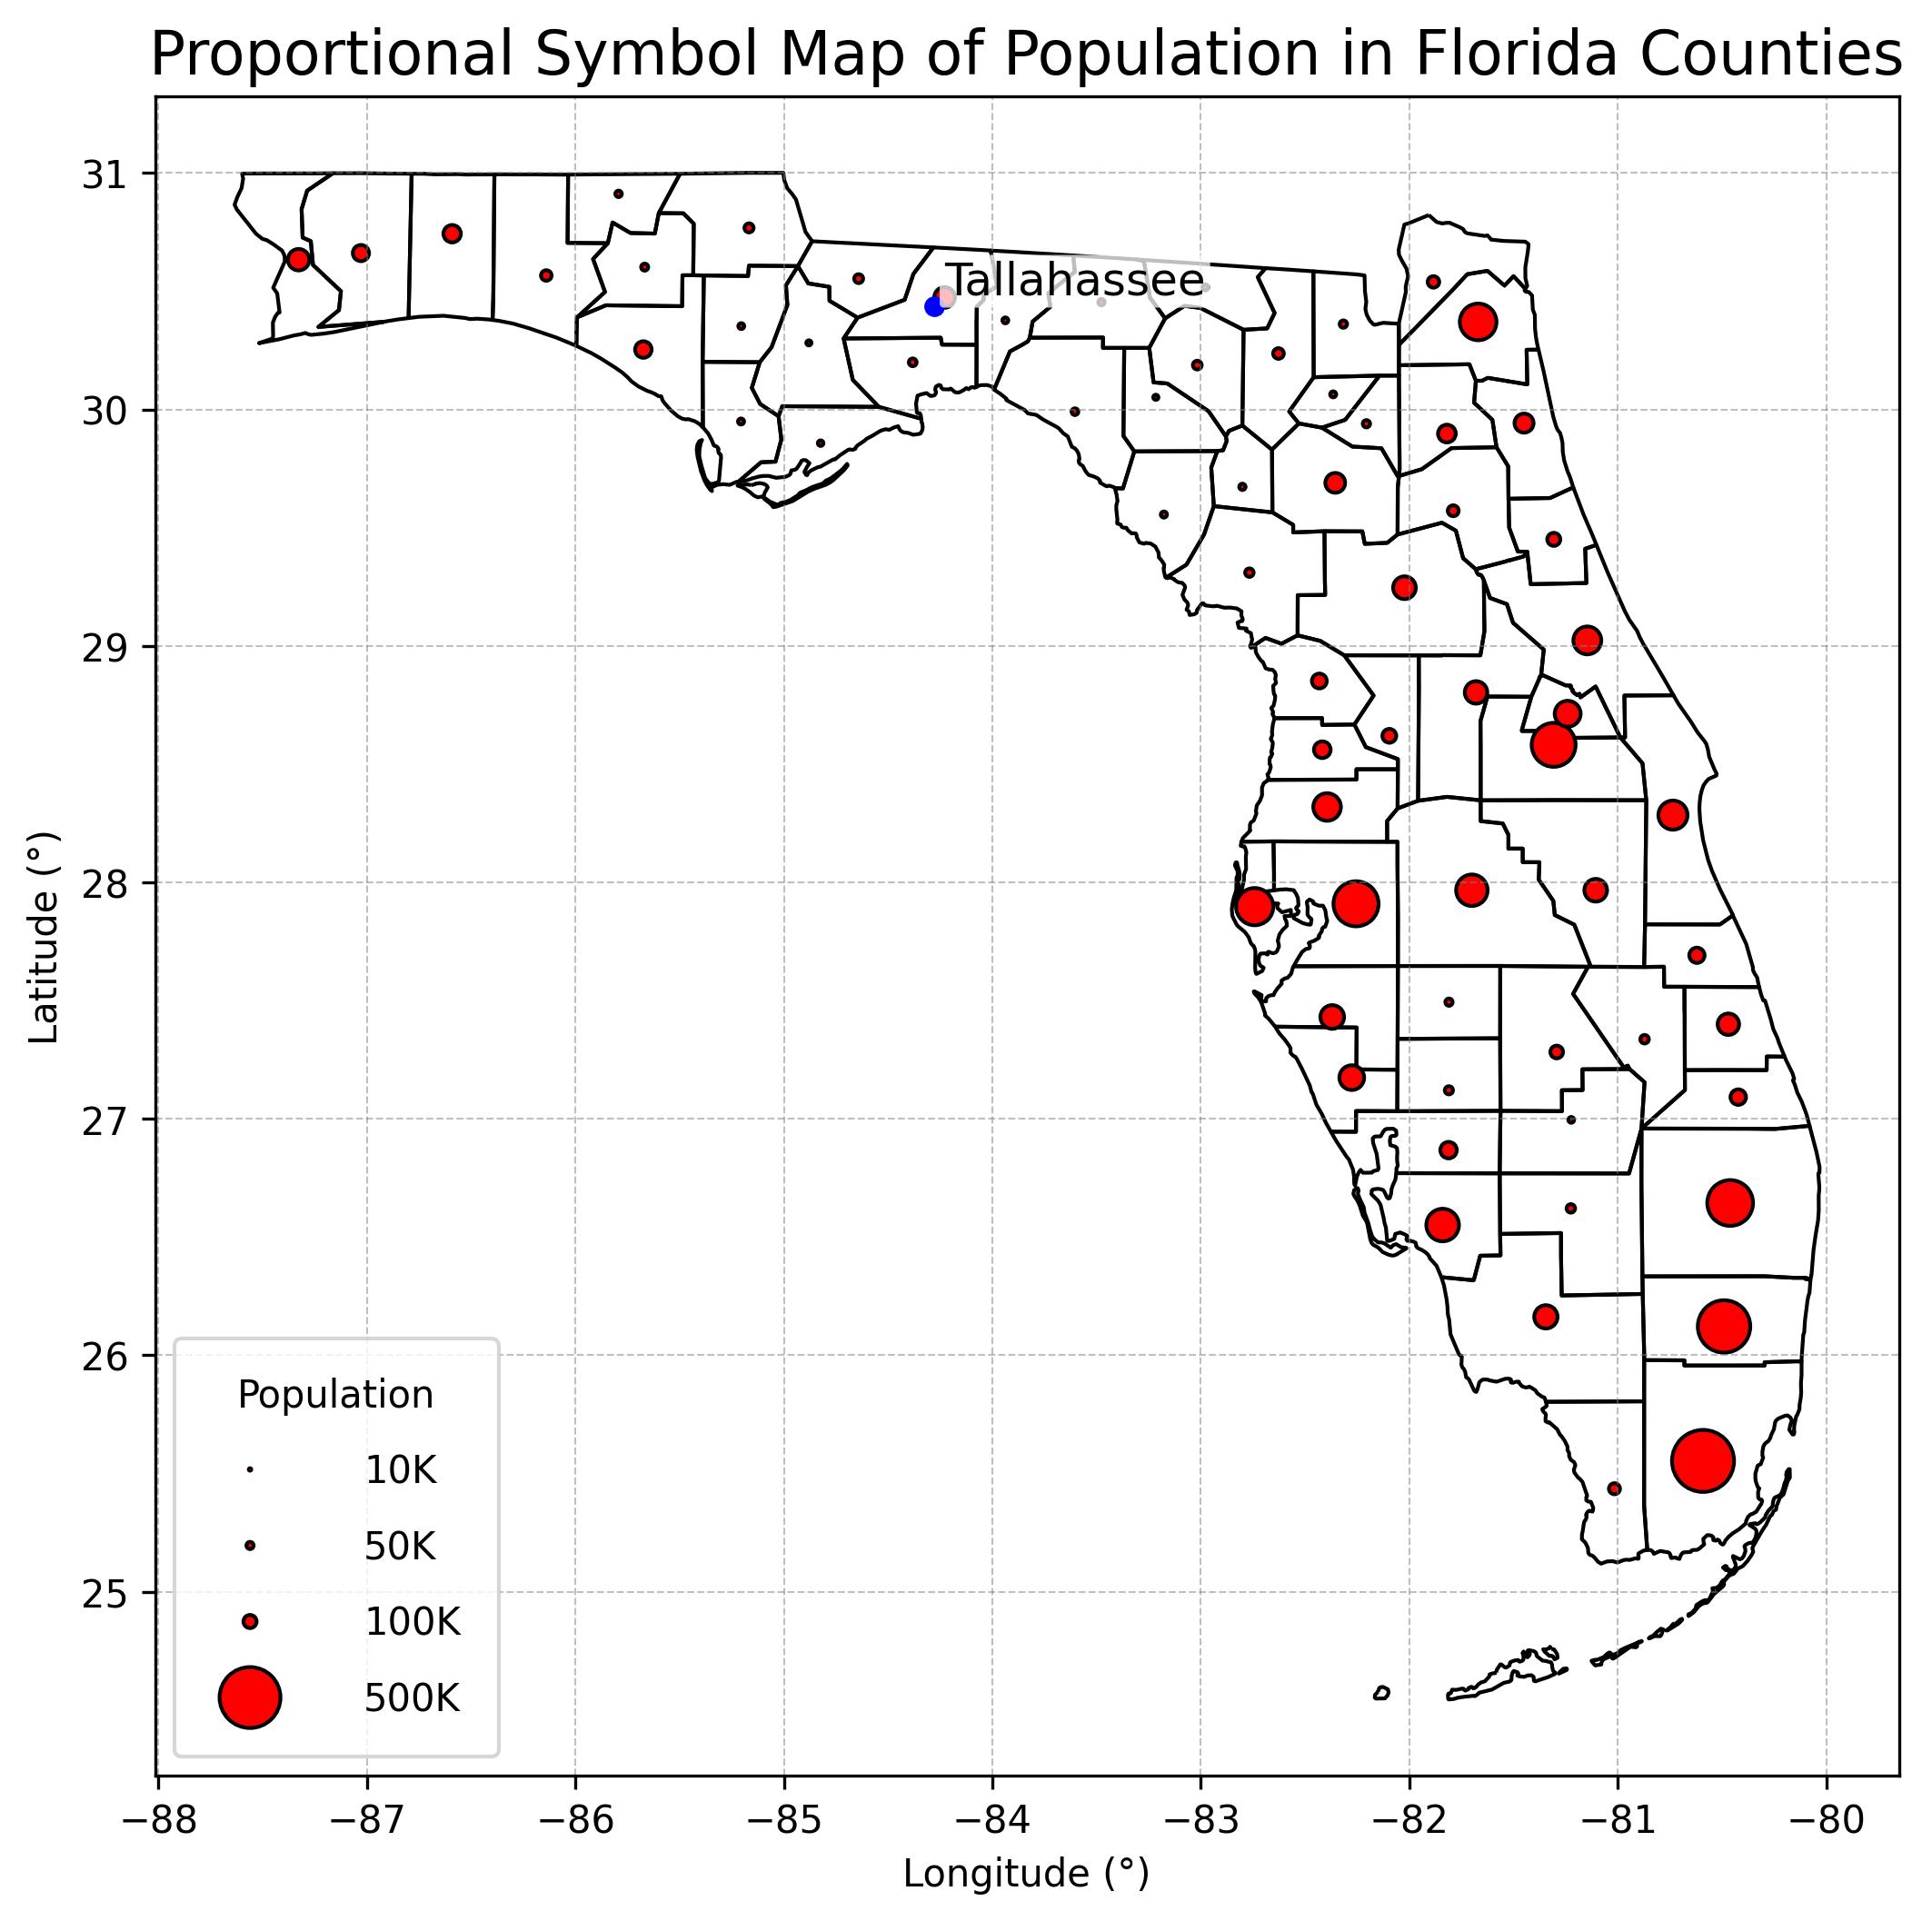 Proportional Symbol Map of Population in Florida Counties
31
30
29
28
27
26
25
Latitude (°)
Tallahassee
Population
10K
50K
100K
500K
−88 −87 −86 −85 −84 −83 −82 −81 −80
Longitude (°)